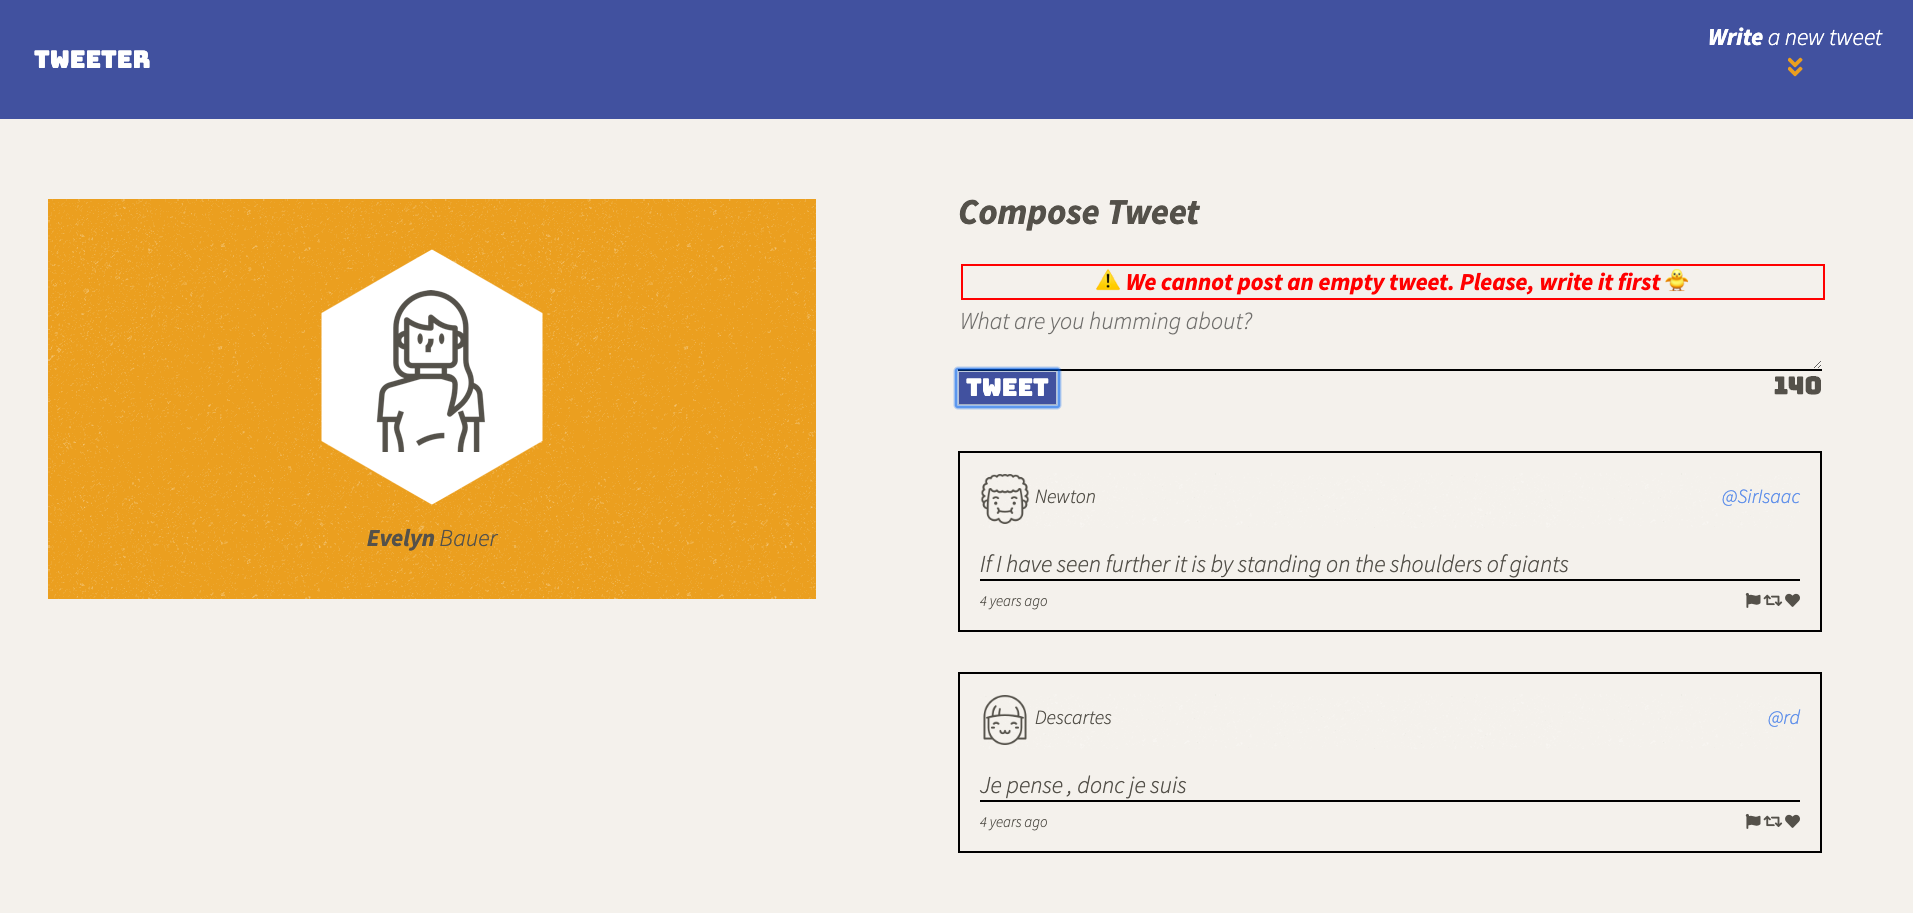 TWEETER
Write a new tweet
Evelyn Bauer
Compose Tweet
⚠️ We cannot post an empty tweet. Please, write it first 🐥
What are you humming about?
TWEET
140
Newton
@SirIsaac
If I have seen further it is by standing on the shoulders of giants
4 years ago
Descartes
@rd
Je pense , donc je suis
4 years ago